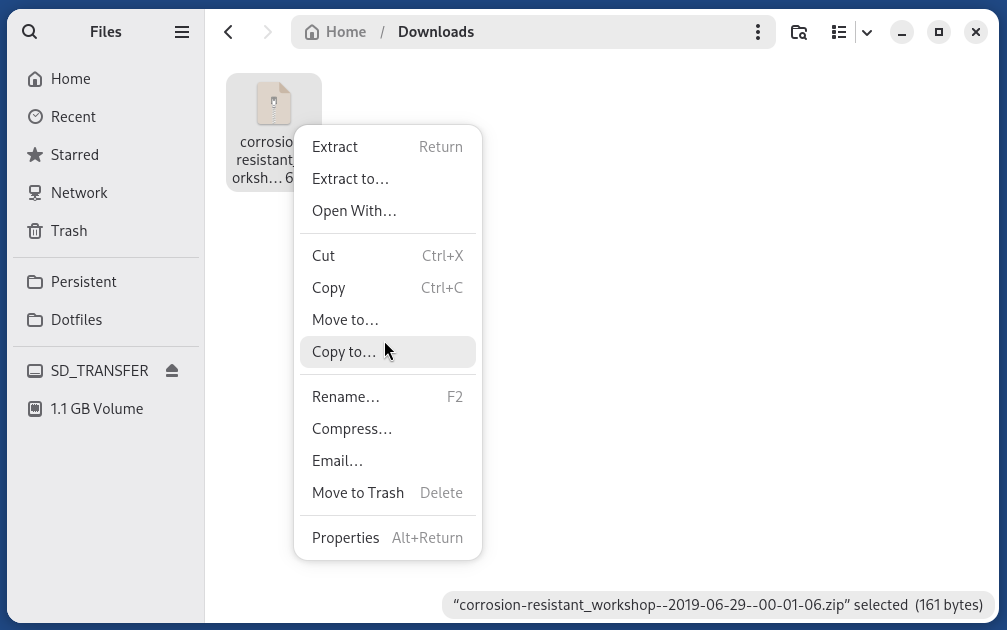 Files
Home / Downloads
Home
Recent
Starred
Network
Trash
Persistent
Dotfiles
SD_TRANSFER
1.1 GB Volume
corrosio
resistant
orksh…6
Extract Return
Extract to…
Open With…
Cut Ctrl+X
Copy Ctrl+C
Move to…
Copy to…
Rename… F2
Compress…
Email…
Move to Trash Delete
Properties Alt+Return
“corrosion-resistant_workshop--2019-06-29--00-01-06.zip” selected (161 bytes)